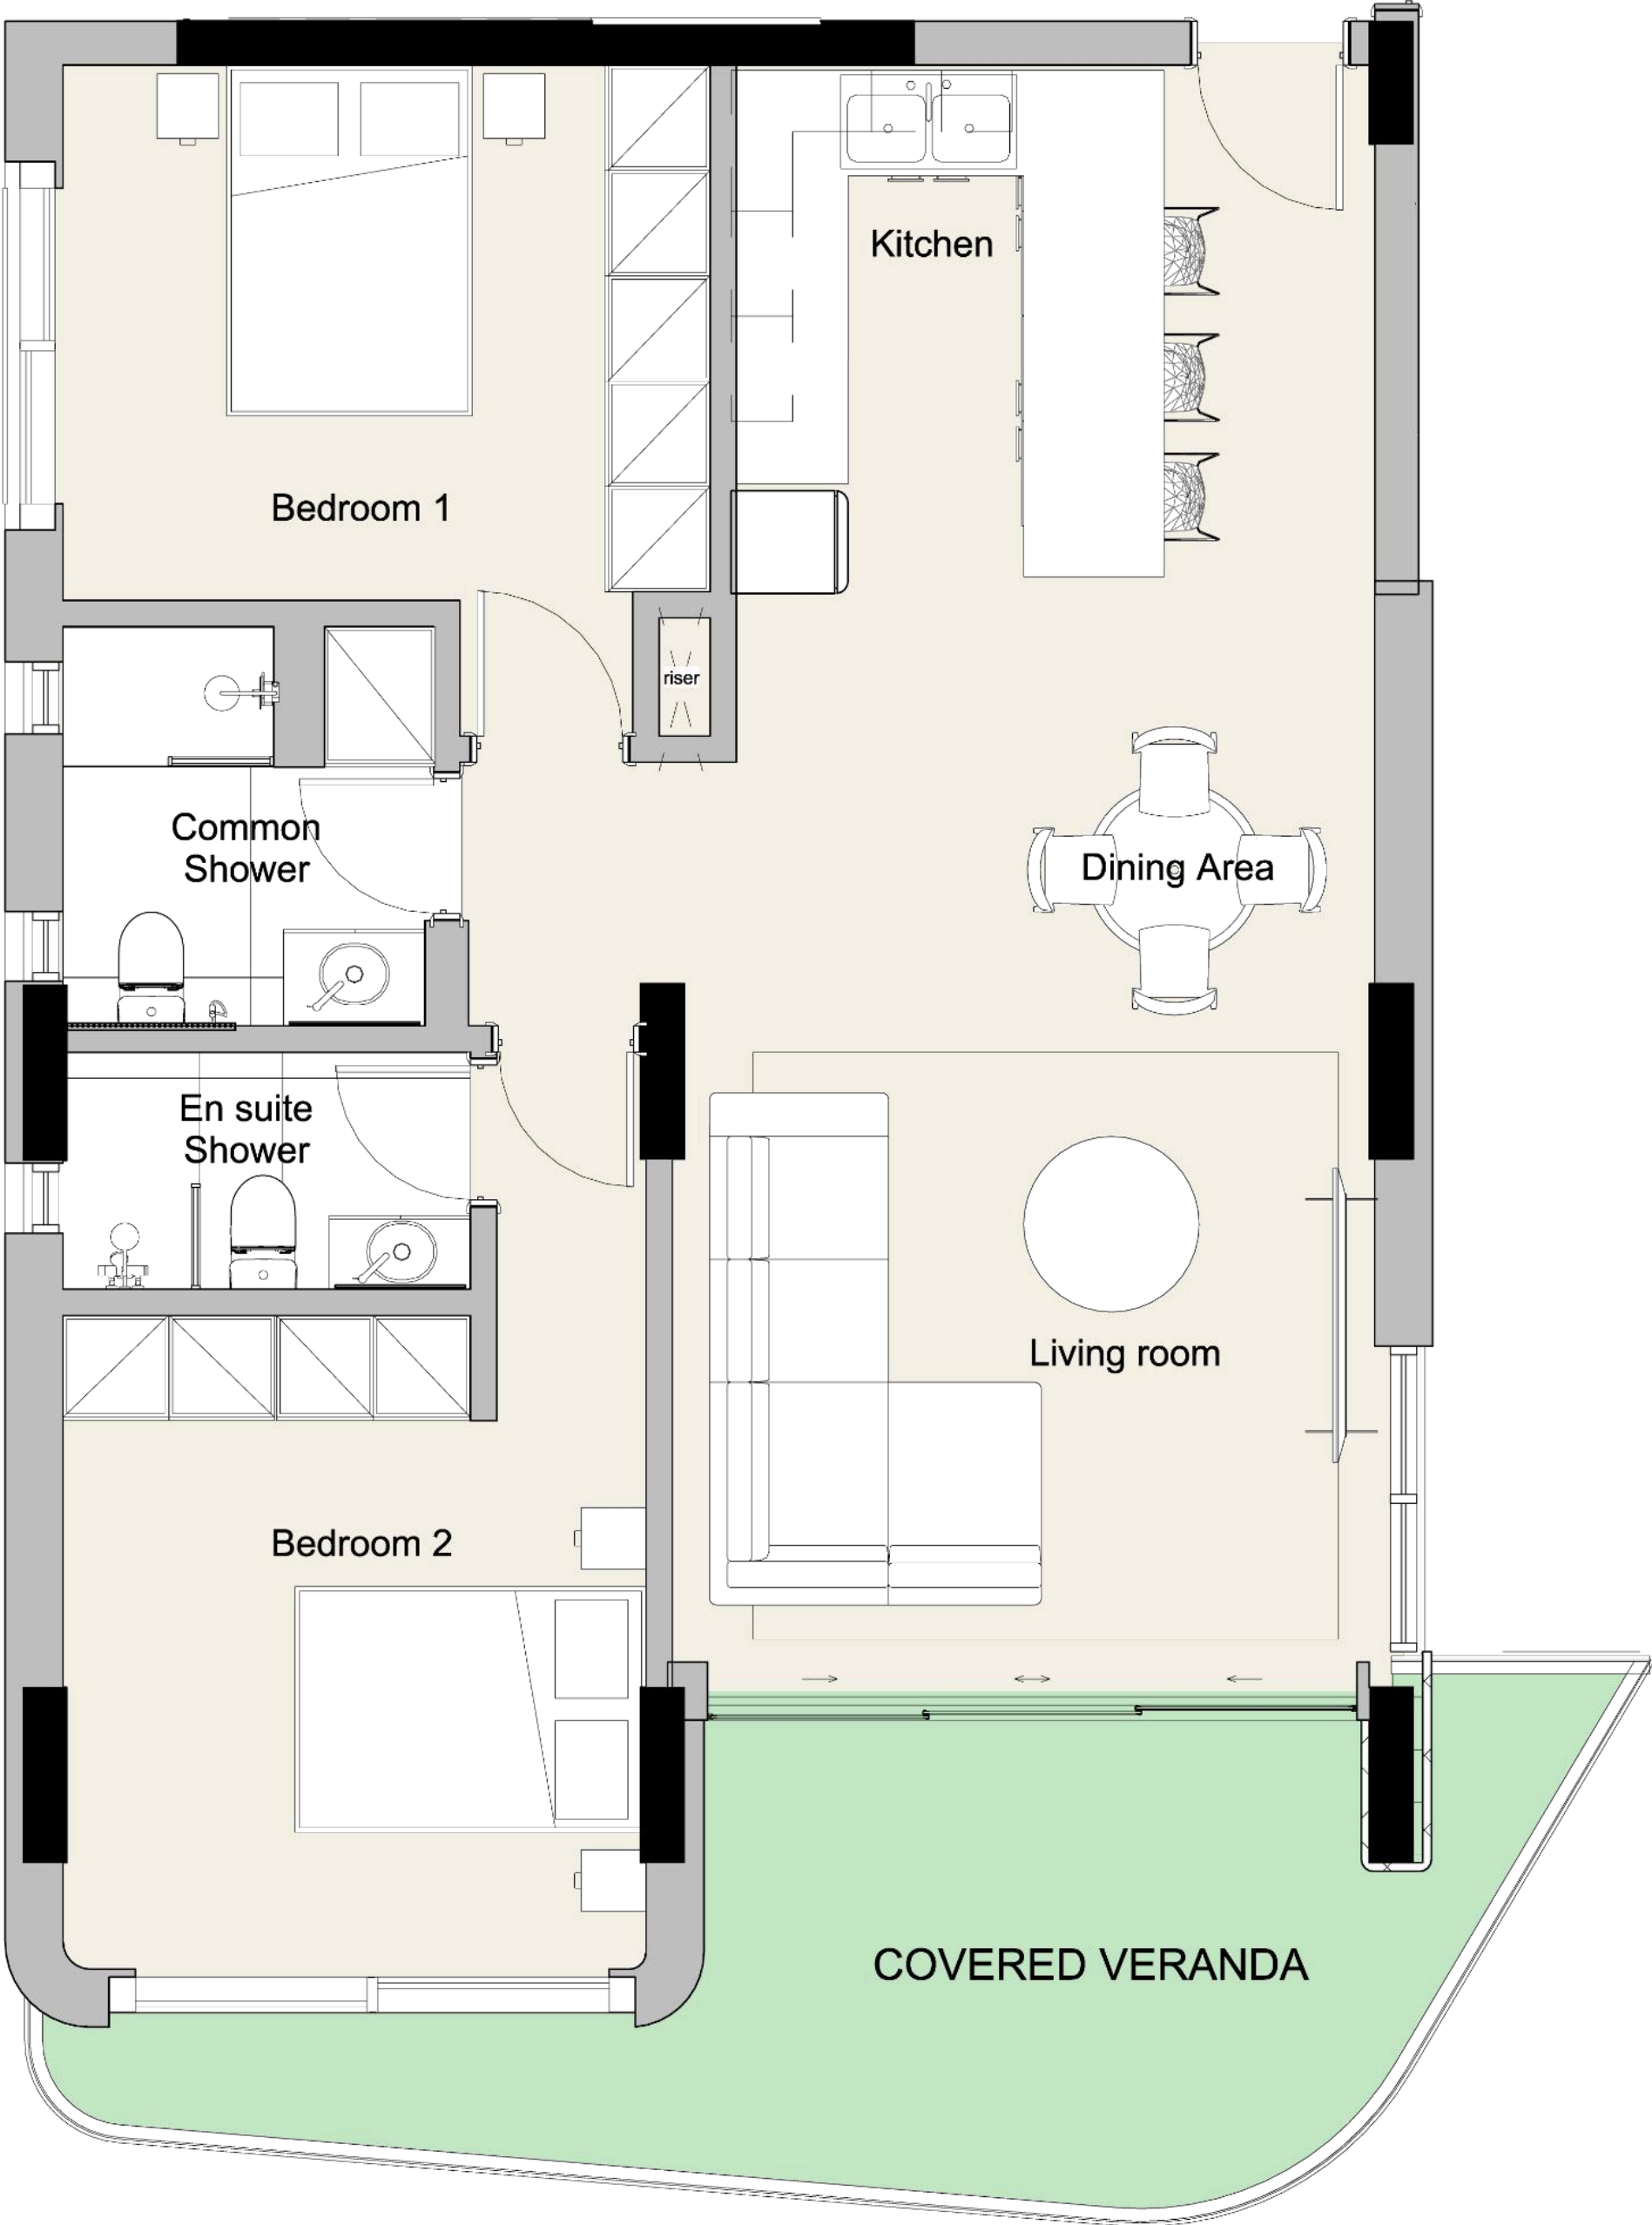 Kitchen
Bedroom 1
riser
Common
Shower
Dining Area
En suite
Shower
Living room
Bedroom 2
COVERED VERANDA